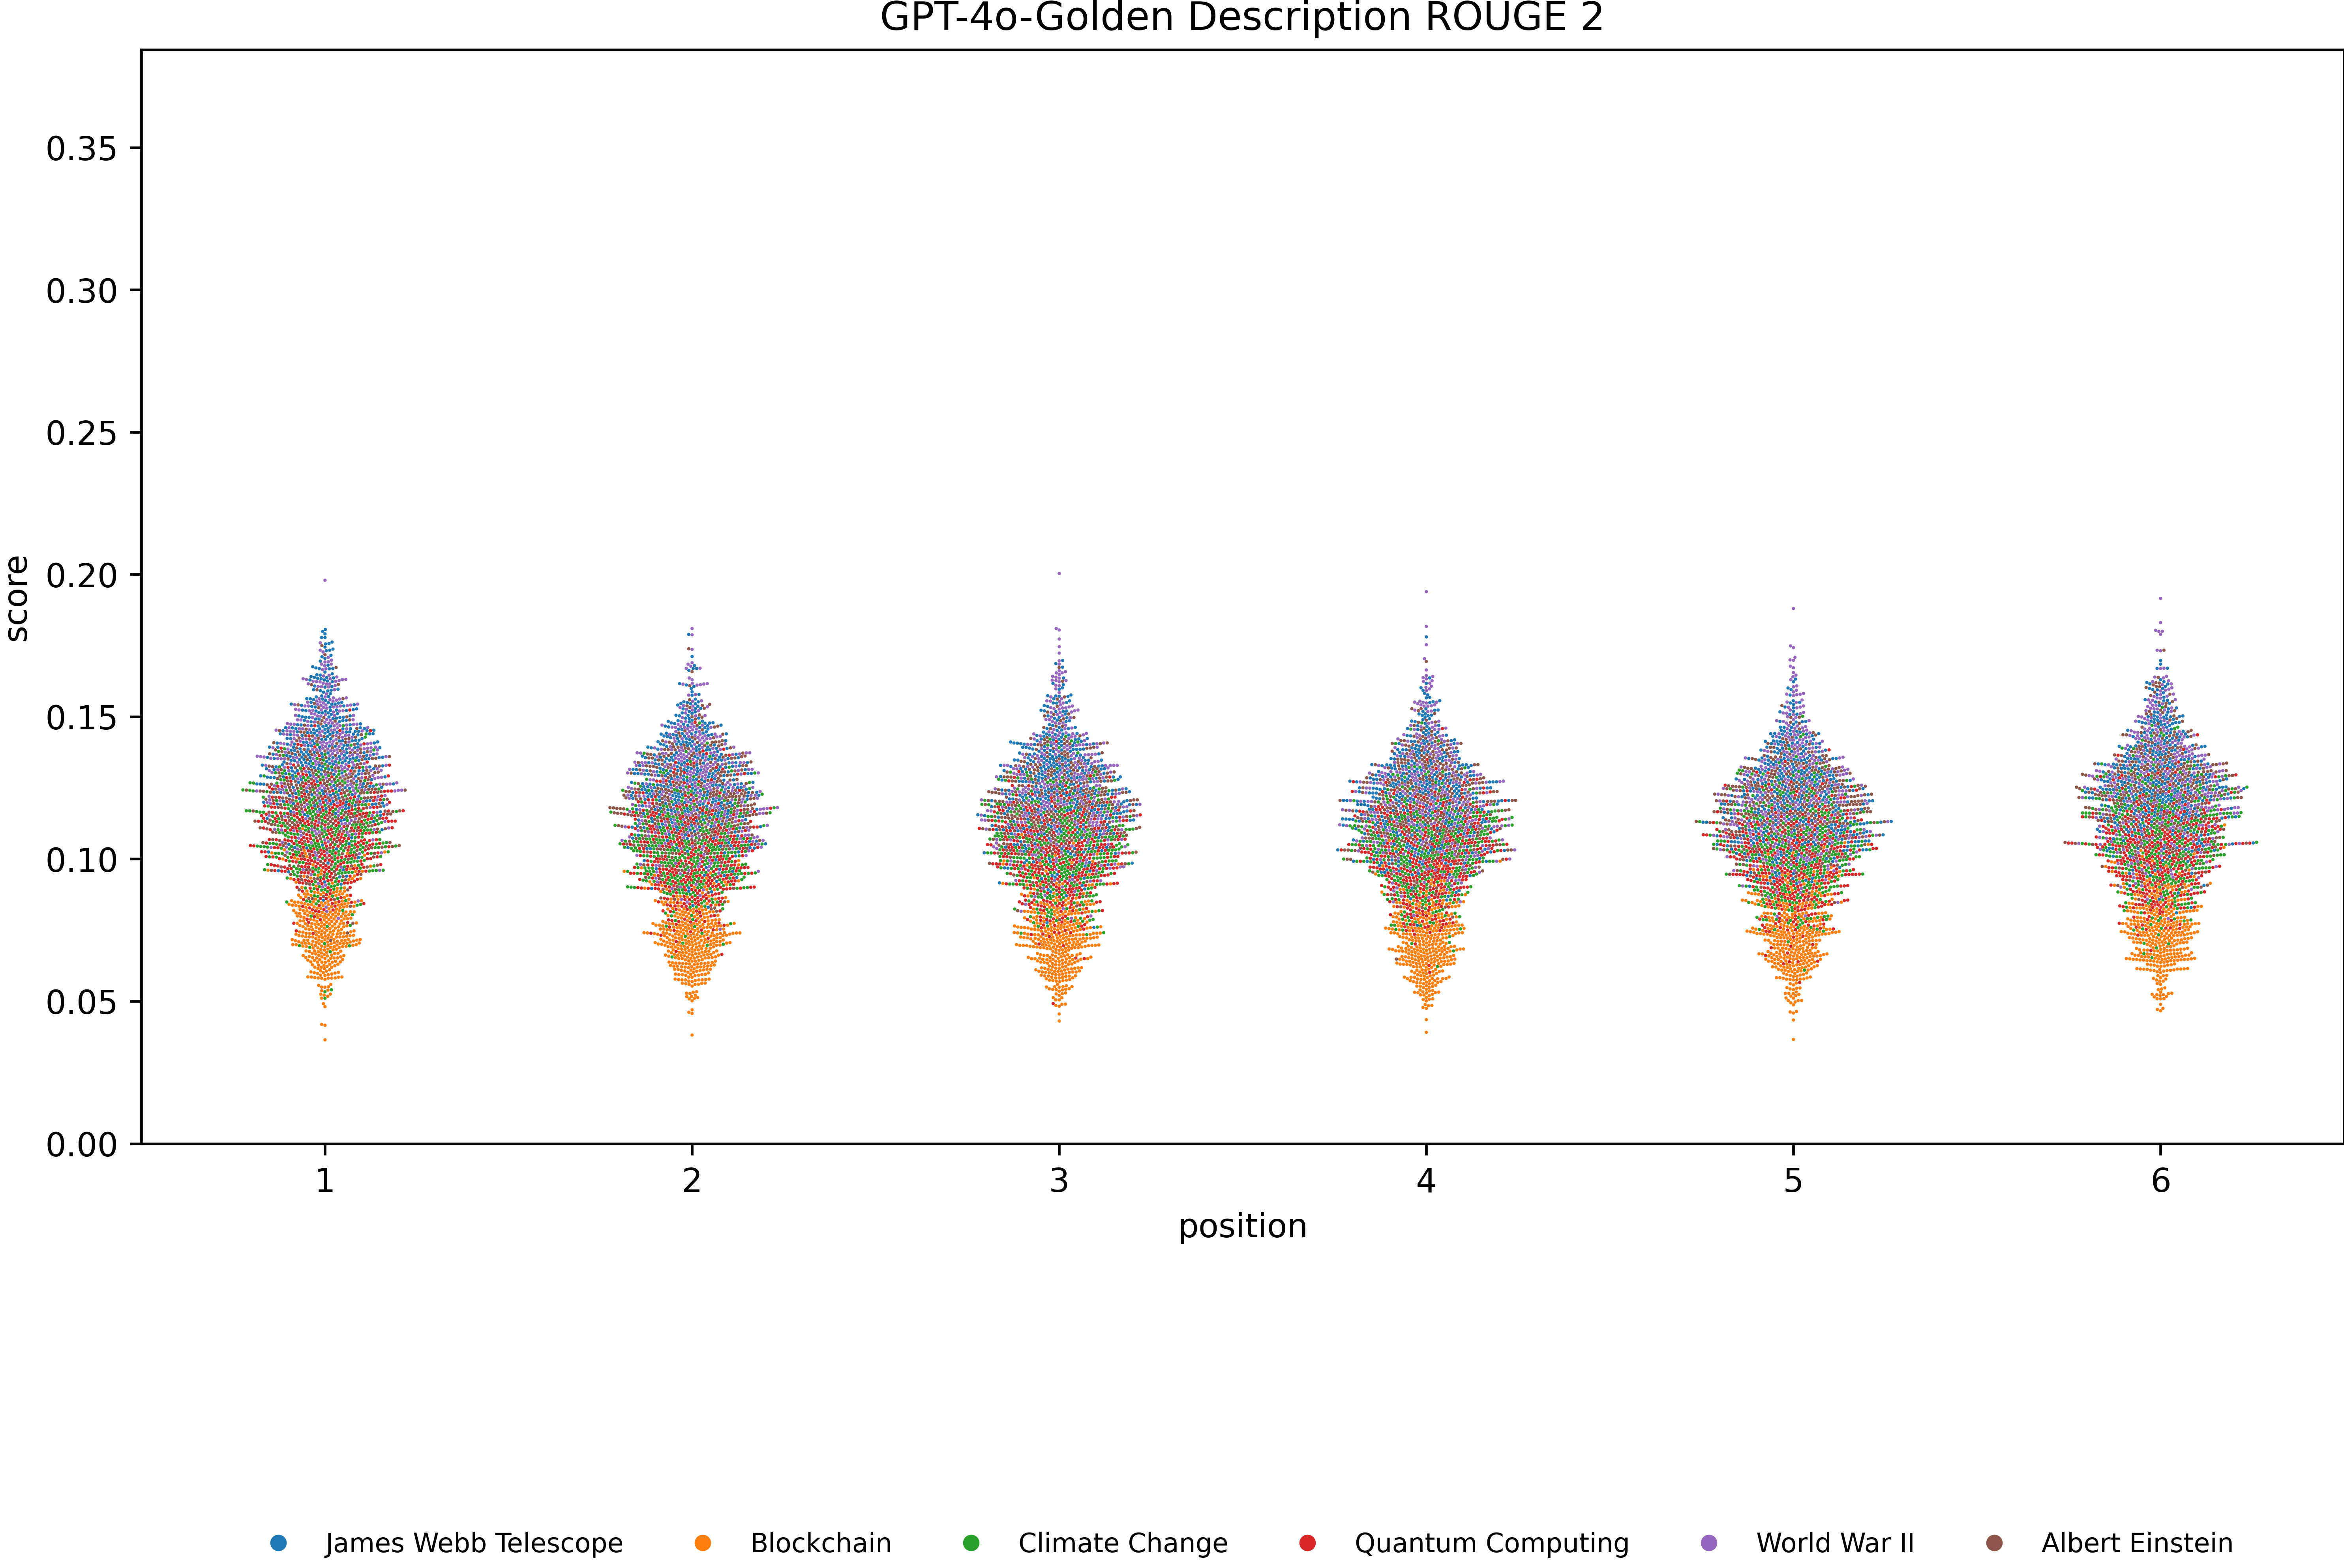 GPT-4o-Golden Description ROUGE 2
score
0.35
0.30
0.25
0.20
0.15
0.10
0.05
0.00
1 2 3 4 5 6
position
James Webb Telescope Blockchain Climate Change Quantum Computing World War II Albert Einstein